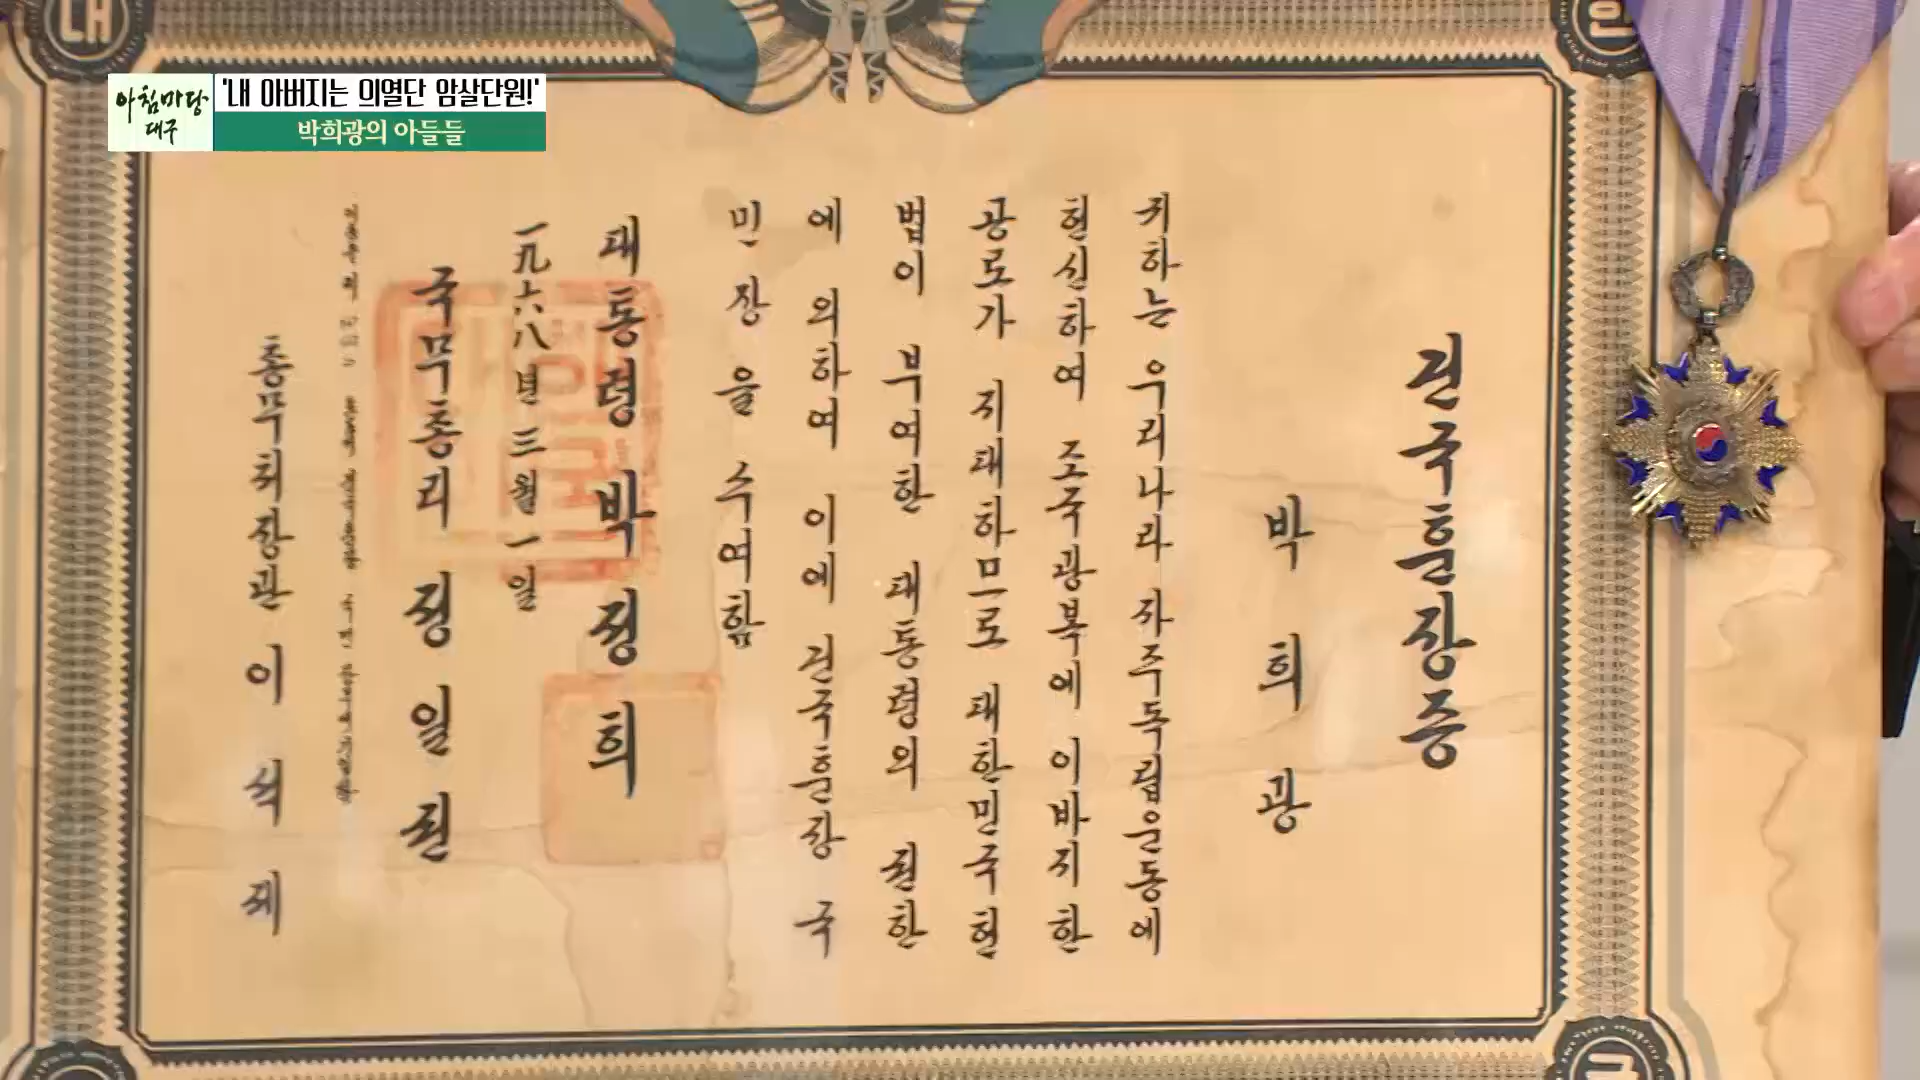 아침마당
대구
'내 아버지는 의열단 암살단원!'
박희광의 아들들
대
한
국
건국훈장증
박희광
귀하는 우리나라 자주독립운동에
헌신하여 조국광복에 이바지한
공로가 지대하므로 대한민국헌
법이 부여한 대통령의 권한
에 의하여 이에 건국훈장 국
민장을 수여함
대통령 박정희
一九六八년 三월 一일
국무총리 정일권
총무처장관 이석제